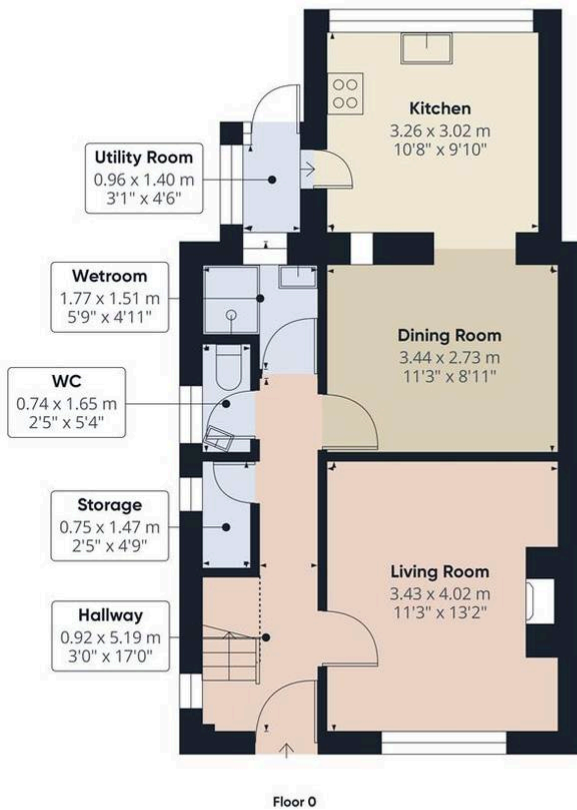 Kitchen
3.26 x 3.02 m
10'8" x 9'10"
Utility Room
0.96 x 1.40 m
3'1" x 4'6"
Wetroom
1.77 x 1.51 m
5'9" x 4'11"
Dining Room
3.44 x 2.73 m
11'3" x 8'11"
WC
0.74 x 1.65 m
2'5" x 5'4"
Storage
0.75 x 1.47 m
2'5" x 4'9"
Living Room
3.43 x 4.02 m
11'3" x 13'2"
Hallway
0.92 x 5.19 m
3'0" x 17'0"
Floor 0